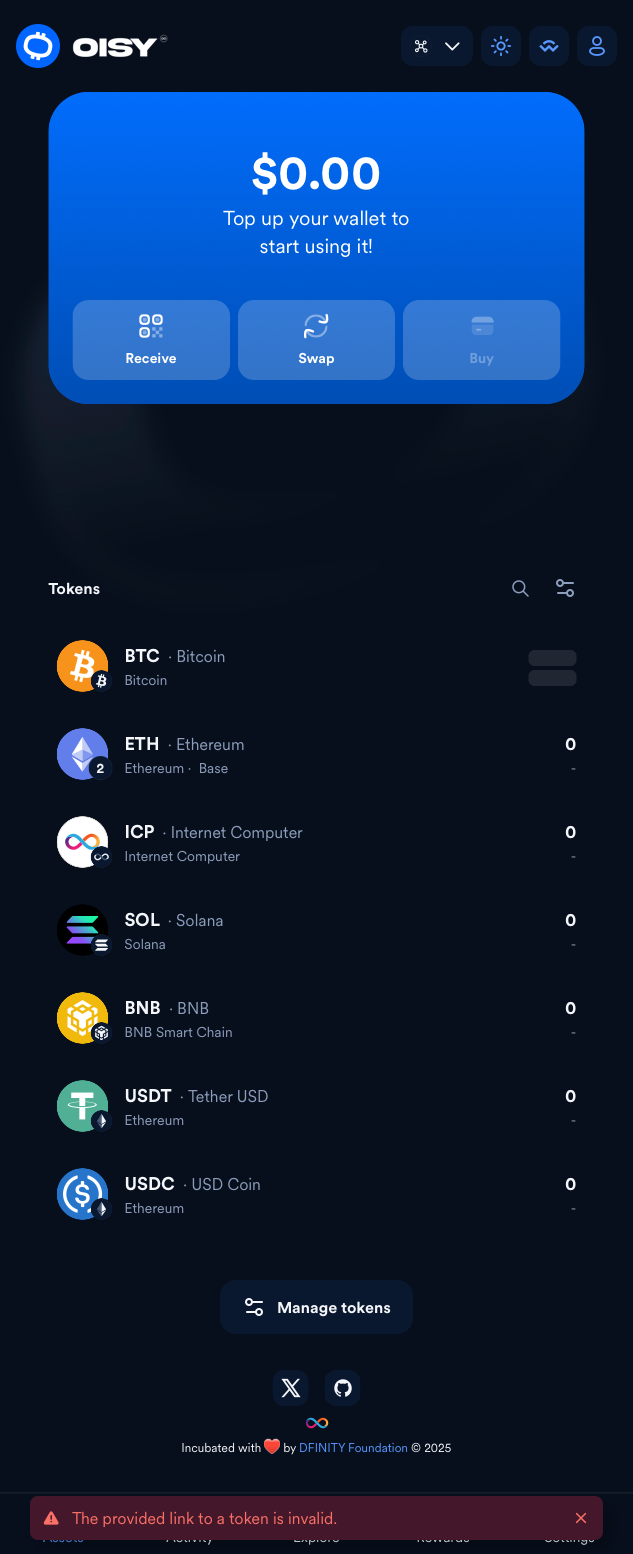 OISY
$0.00
Top up your wallet to
start using it!
Receive
Swap
Buy
Tokens
BTC · Bitcoin
Bitcoin
ETH · Ethereum
0
2
Ethereum · Base
-
ICP · Internet Computer
0
Internet Computer
-
SOL · Solana
0
Solana
-
BNB · BNB
0
BNB Smart Chain
-
USDT · Tether USD
0
Ethereum
-
USDC · USD Coin
0
Ethereum
-
Manage tokens
Incubated with ❤️ by DFINITY Foundation © 2025
The provided link to a token is invalid.
Assets Activity Explore Rewards Settings